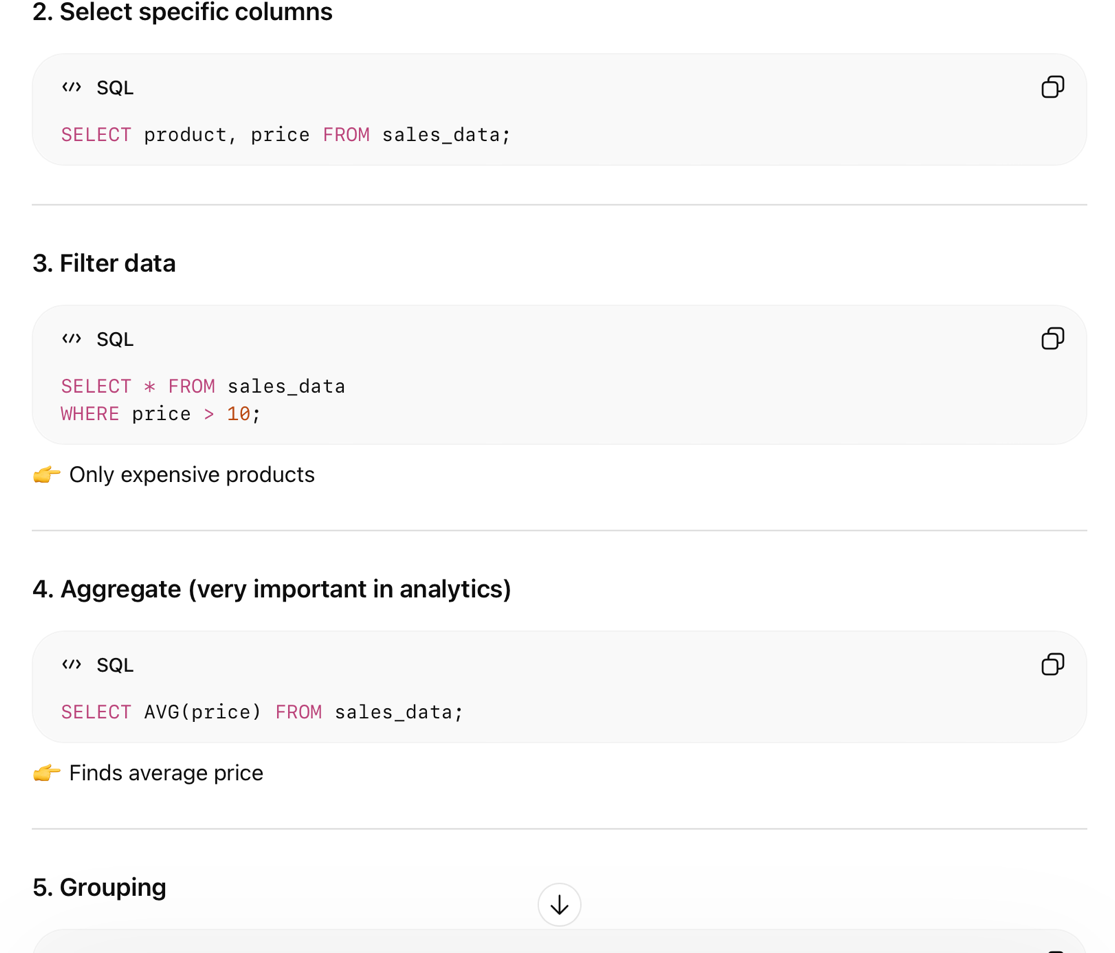 2. Select specific columns
SQL
SELECT product, price FROM sales_data;
3. Filter data
SQL
SELECT * FROM sales_data
WHERE price > 10;
👉 Only expensive products
4. Aggregate (very important in analytics)
SQL
SELECT AVG(price) FROM sales_data;
👉 Finds average price
5. Grouping